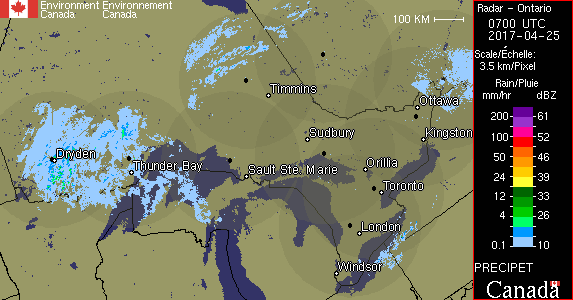 Environment Environnement
Canada Canada
100 KM
Timmins
Ottawa
Sudbury
Kingston
Dryden
Thunder Bay
Sault Ste. Marie
Orillia
Toronto
London
Windsor
Radar - Ontario
0700 UTC
2017-04-25
Scale/Échelle:
3.5 km/Pixel
Rain/Pluie
mm/hr dBZ
200 61
100 52
50 46
24 39
12 33
4 26
2 20
0.1 10
PRECIPET
Canada